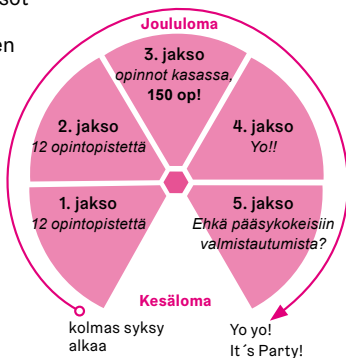 en
Joululoma
3. jakso
opinnot kasassa,
150 op!
2. jakso
12 opintopistettä
4. jakso
Yo!!
1. jakso
12 opintopistettä
5. jakso
Ehkä pääsykokeisiin
valmistautumista?
Kesäloma
kolmas syksy
alkaa
Yo yo!
It´s Party!